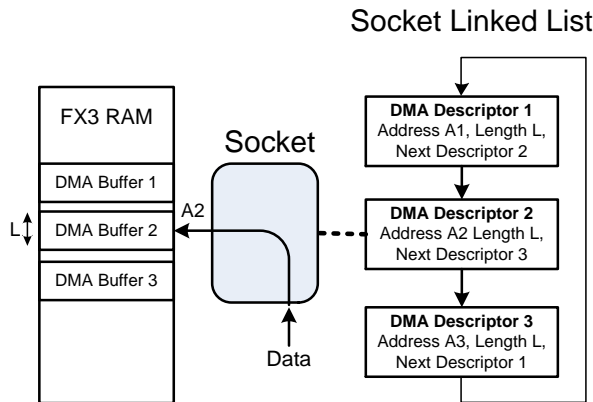 Socket Linked List
FX3 RAM
DMA Buffer 1
L
DMA Buffer 2
DMA Buffer 3
Socket
A2
Data
DMA Descriptor 1
Address A1, Length L,
Next Descriptor 2
DMA Descriptor 2
Address A2 Length L,
Next Descriptor 3
DMA Descriptor 3
Address A3, Length L,
Next Descriptor 1